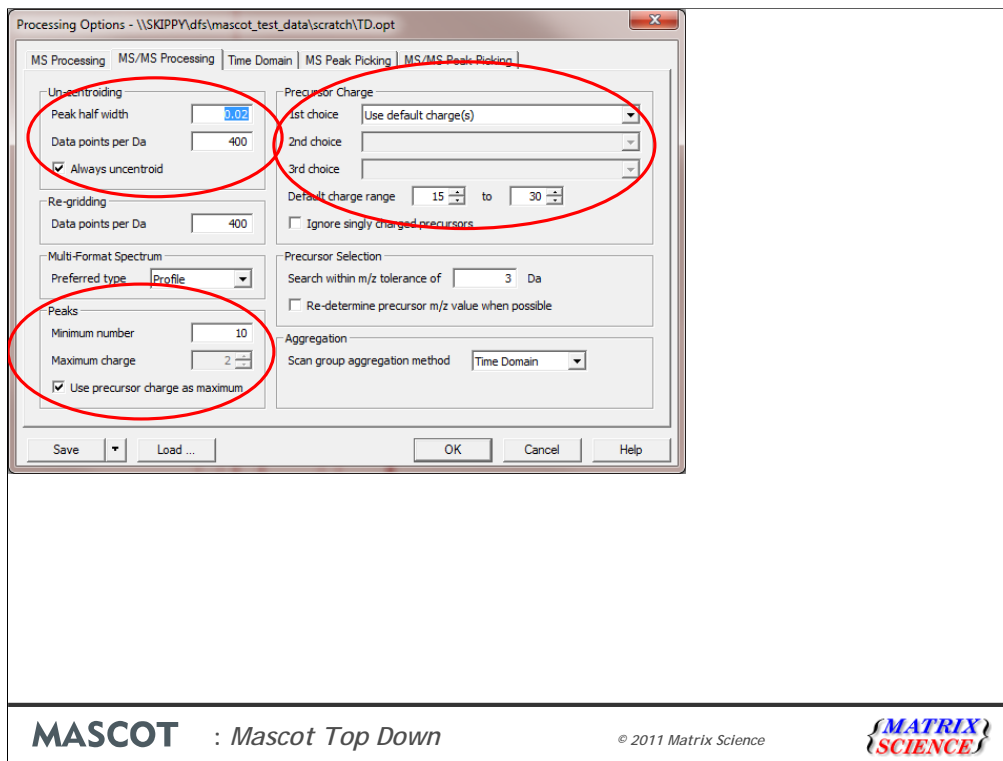 Processing Options - \\SKIPPY\dfs\mascot_test_data\scratch\TD.opt
MS Processing MS/MS Processing Time Domain MS Peak Picking MS/MS Peak Picking
Un-centroiding
Peak half width 0.02
Data points per Da 400
Always uncentroid
Re-gridding
Data points per Da 400
Multi-Format Spectrum
Preferred type Profile
Peaks
Minimum number 10
Maximum charge 2
Use precursor charge as maximum
Precursor Charge
1st choice Use default charge(s)
2nd choice
3rd choice
Default charge range 15 to 30
Ignore singly charged precursors
Precursor Selection
Search within m/z tolerance of 3 Da
Re-determine precursor m/z value when possible
Aggregation
Scan group aggregation method Time Domain
Save Load ... OK Cancel Help
MASCOT : Mascot Top Down © 2011 Matrix Science
{MATRIX
SCIENCE}